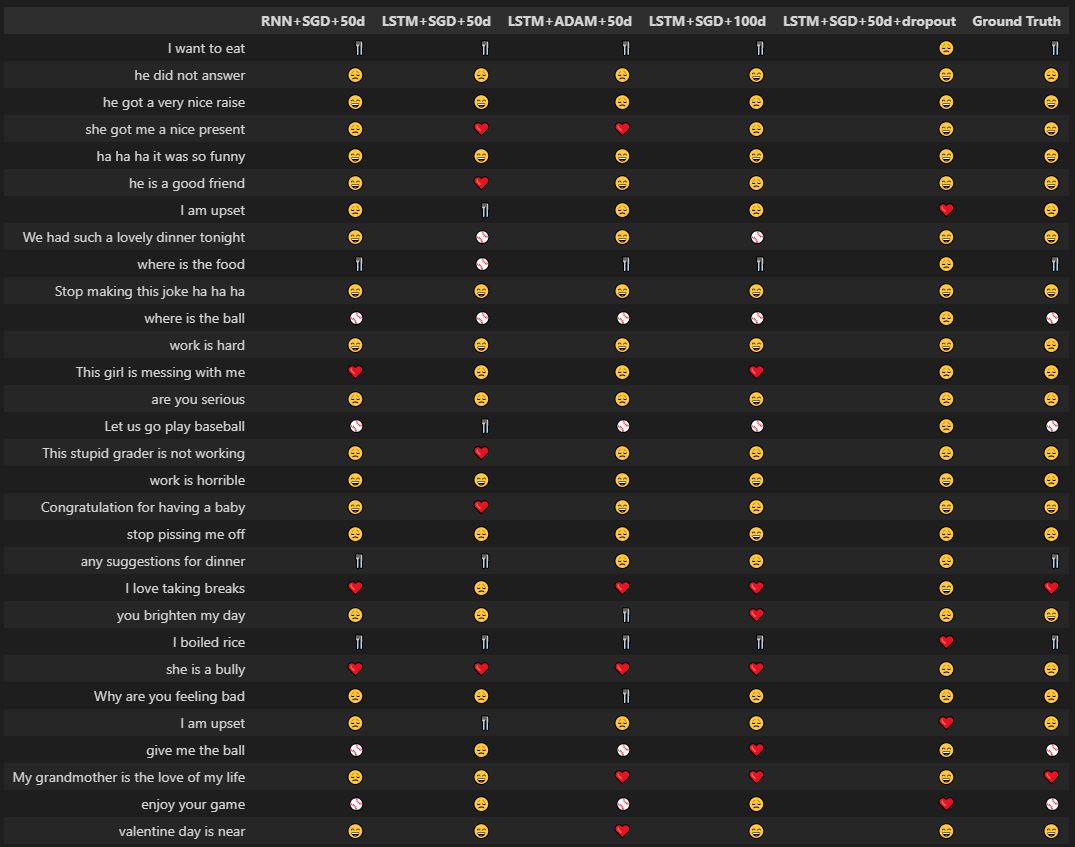 RNN+SGD+50d LSTM+SGD+50d LSTM+ADAM+50d LSTM+SGD+100d LSTM+SGD+50d+dropout Ground Truth
I want to eat 🍴 🍴 🍴 🍴 😞 🍴
he did not answer 😞 😞 😞 😄 😄 😞
he got a very nice raise 😄 😄 😞 😞 😄 😄
she got me a nice present 😞 ❤️ ❤️ 😞 😄 😄
ha ha ha it was so funny 😄 😄 😄 😄 😄 😄
he is a good friend 😄 ❤️ 😄 😞 😄 😄
I am upset 😞 🍴 😞 😞 ❤️ 😞
We had such a lovely dinner tonight 😄 ⚾ 😄 ⚾ 😄 😄
where is the food 🍴 ⚾ 🍴 🍴 😞 🍴
Stop making this joke ha ha ha 😄 😄 😄 😄 😄 😄
where is the ball ⚾ ⚾ ⚾ ⚾ 😞 ⚾
work is hard 😄 😄 😄 😄 😄 😞
This girl is messing with me ❤️ 😞 😞 ❤️ 😞 😞
are you serious 😞 😞 😞 😄 😞 😞
Let us go play baseball ⚾ 🍴 ⚾ ⚾ 😞 ⚾
This stupid grader is not working 😞 ❤️ 😞 😞 😞 😞
work is horrible 😄 😄 😄 😄 😄 😞
Congratulation for having a baby 😄 ❤️ 😄 😞 😄 😄
stop pissing me off 😞 😞 😞 😄 😞 😞
any suggestions for dinner 🍴 🍴 😞 😞 😞 🍴
I love taking breaks ❤️ 😞 ❤️ ❤️ 😄 ❤️
you brighten my day 😞 😞 🍴 ❤️ 😞 😄
I boiled rice 🍴 🍴 🍴 🍴 ❤️ 🍴
she is a bully ❤️ ❤️ ❤️ ❤️ 😞 😞
Why are you feeling bad 😞 😞 🍴 😞 😞 😞
I am upset 😞 🍴 😞 😞 ❤️ 😞
give me the ball ⚾ 😞 ⚾ ❤️ 😄 ⚾
My grandmother is the love of my life 😞 😄 ❤️ ❤️ 😄 ❤️
enjoy your game ⚾ 😞 ⚾ 😞 ❤️ ⚾
valentine day is near 😄 😄 ❤️ 😄 😄 😄